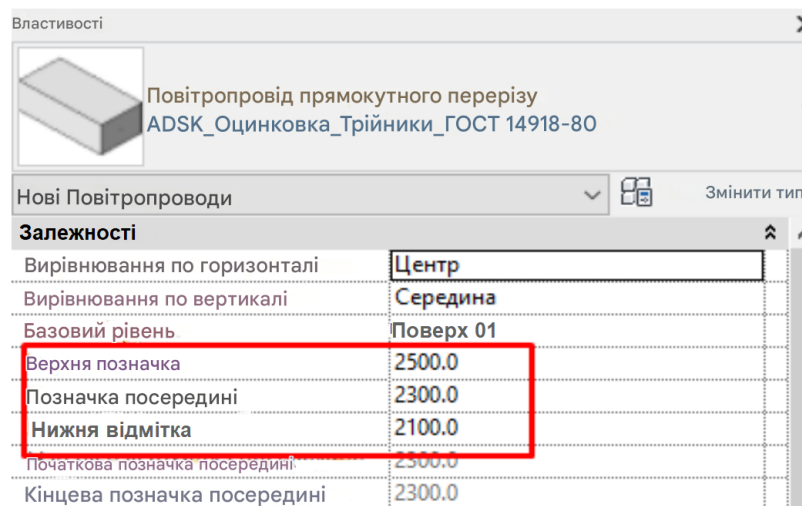 Властивості
Повітропровід прямокутного перерізу
ADSK_Оцинковка_Трійники_ГОСТ 14918-80
Нові Повітропроводи
Змінити тип
Залежності
Вирівнювання по горизонталі Центр
Вирівнювання по вертикалі Середина
Базовий рівень Поверх 01
Верхня позначка 2500.0
Позначка посередині 2300.0
Нижня відмітка 2100.0
Початкова позначка посередині 2300.0
Кінцева позначка посередині 2300.0